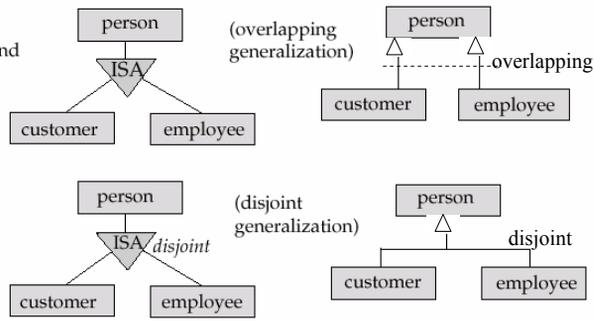 person
(overlapping
generalization)
person
nd
ISA
overlapping
customer
employee
customer
employee
person
(disjoint
generalization)
person
ISA
disjoint
disjoint
customer
employee
customer
employee